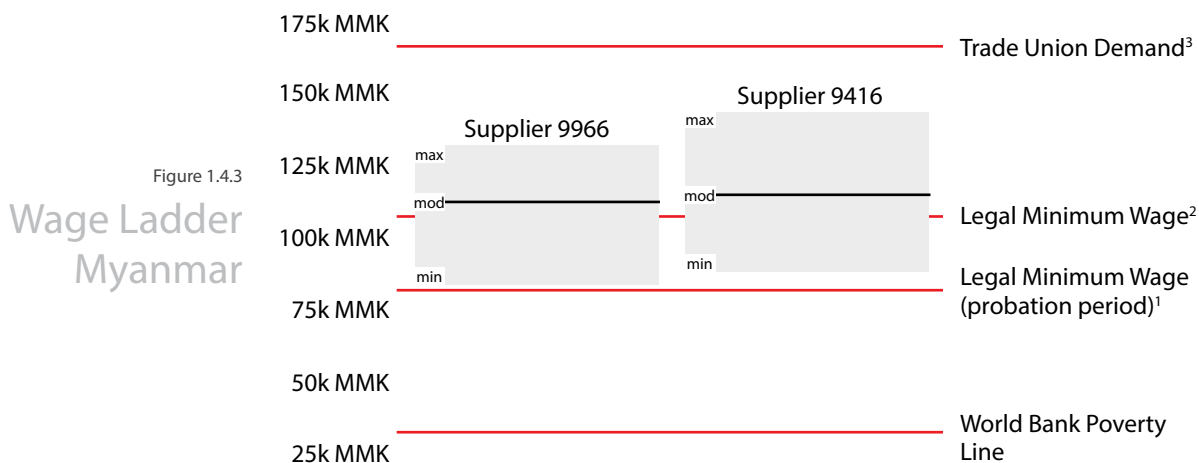 Figure 1.4.3
Wage Ladder
Myanmar
175k MMK
150k MMK
125k MMK
100k MMK
75k MMK
50k MMK
25k MMK
Supplier 9966
max
mod
min
Supplier 9416
max
mod
min
Trade Union Demand³
Legal Minimum Wage²
Legal Minimum Wage
(probation period)¹
World Bank Poverty
Line